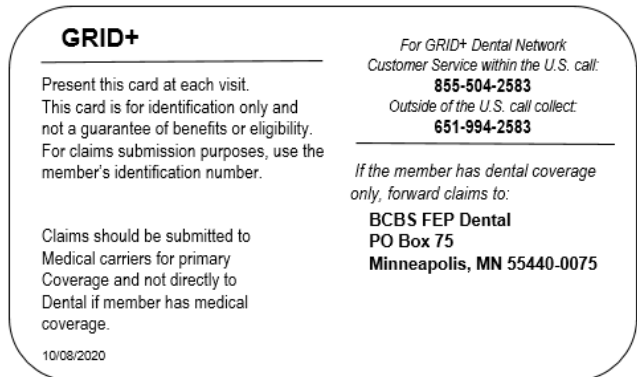 GRID+
Present this card at each visit.
This card is for identification only and
not a guarantee of benefits or eligibility.
For claims submission purposes, use the
member's identification number.
Claims should be submitted to
Medical carriers for primary
Coverage and not directly to
Dental if member has medical
coverage.
10/08/2020
For GRID+ Dental Network
Customer Service within the U.S. call:
855-504-2583
Outside of the U.S. call collect:
651-994-2583
If the member has dental coverage
only, forward claims to:
BCBS FEP Dental
PO Box 75
Minneapolis, MN 55440-0075